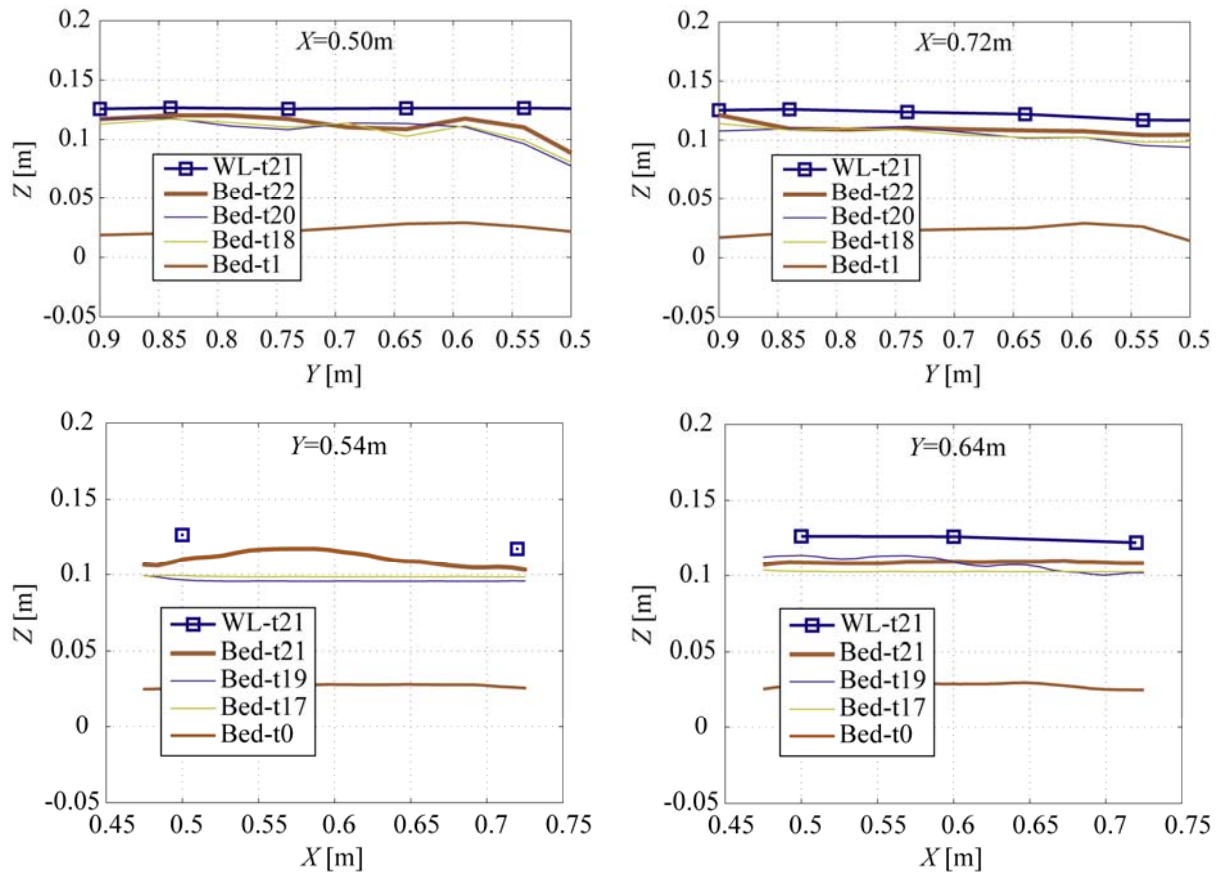 0.2
X=0.50m
0.15
0.1
Z [m]
WL-t21
Bed-t22
0.05
Bed-t20
Bed-t18
0
Bed-t1
-0.05
0.9 0.85 0.8 0.75 0.7 0.65 0.6 0.55 0.5
Y [m]
0.2
X=0.72m
0.15
0.1
Z [m]
WL-t21
Bed-t22
0.05
Bed-t20
Bed-t18
0
Bed-t1
-0.05
0.9 0.85 0.8 0.75 0.7 0.65 0.6 0.55 0.5
Y [m]
0.2
Y=0.54m
0.15
0.1
Z [m]
WL-t21
0.05
Bed-t21
Bed-t19
Bed-t17
0
Bed-t0
-0.05
0.45 0.5 0.55 0.6 0.65 0.7 0.75
X [m]
0.2
Y=0.64m
0.15
0.1
Z [m]
WL-t21
0.05
Bed-t21
Bed-t19
Bed-t17
0
Bed-t0
-0.05
0.45 0.5 0.55 0.6 0.65 0.7 0.75
X [m]